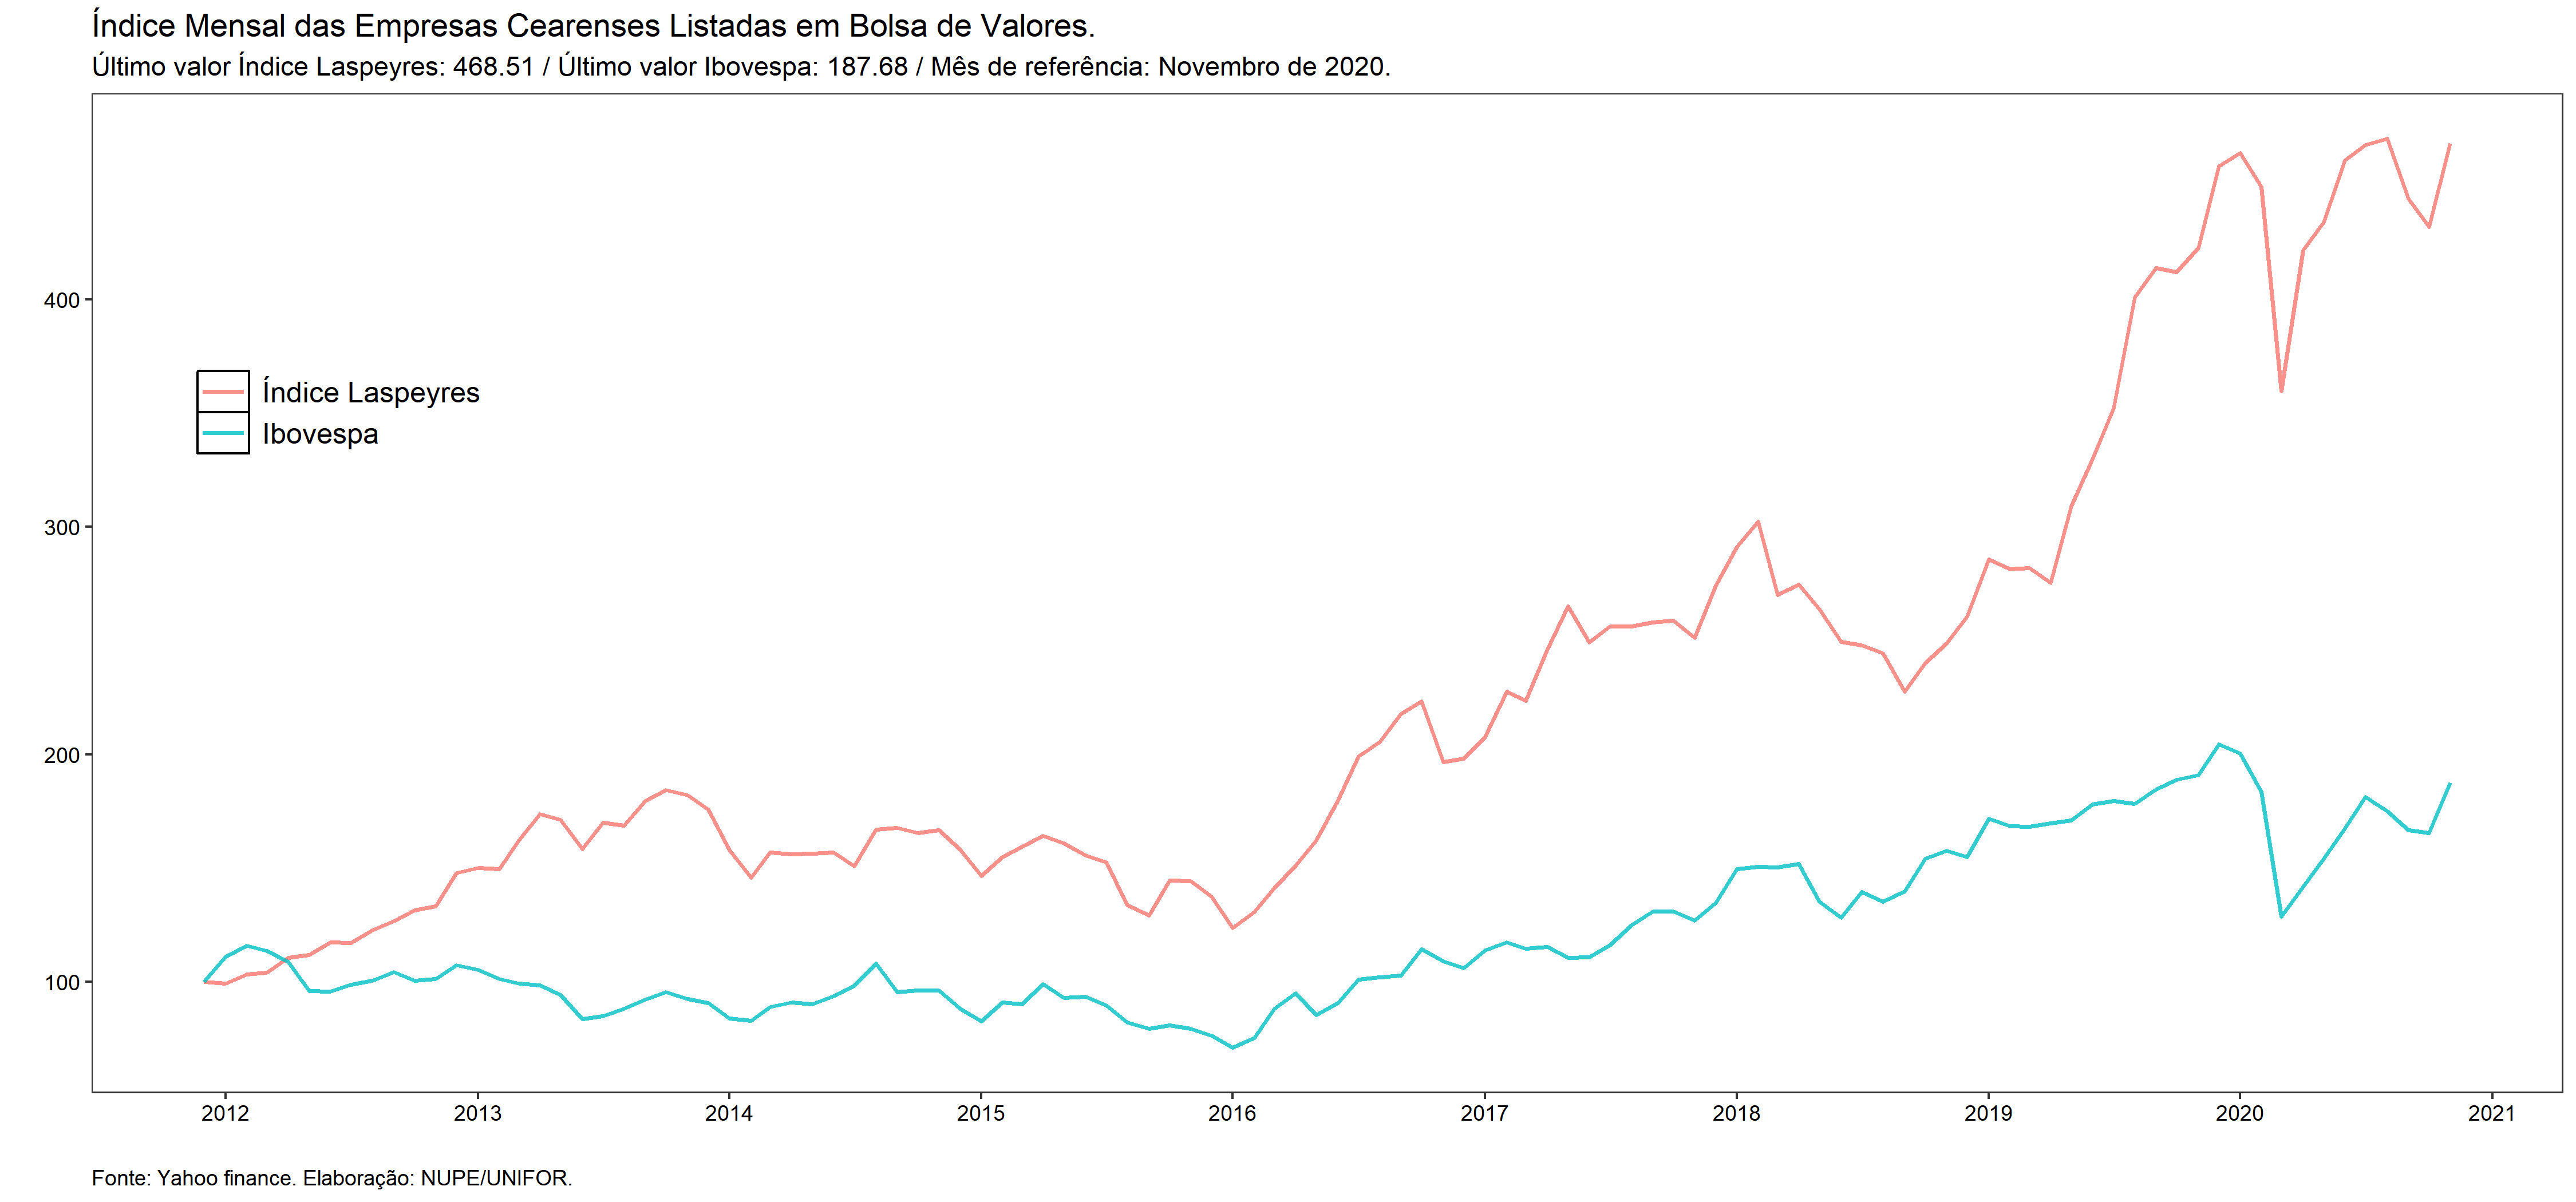 Índice Mensal das Empresas Cearenses Listadas em Bolsa de Valores.
Último valor Índice Laspeyres: 468.51 / Último valor Ibovespa: 187.68 / Mês de referência: Novembro de 2020.
400
300
200
100
Índice Laspeyres
Ibovespa
2012 2013 2014 2015 2016 2017 2018 2019 2020 2021
Fonte: Yahoo finance. Elaboração: NUPE/UNIFOR.